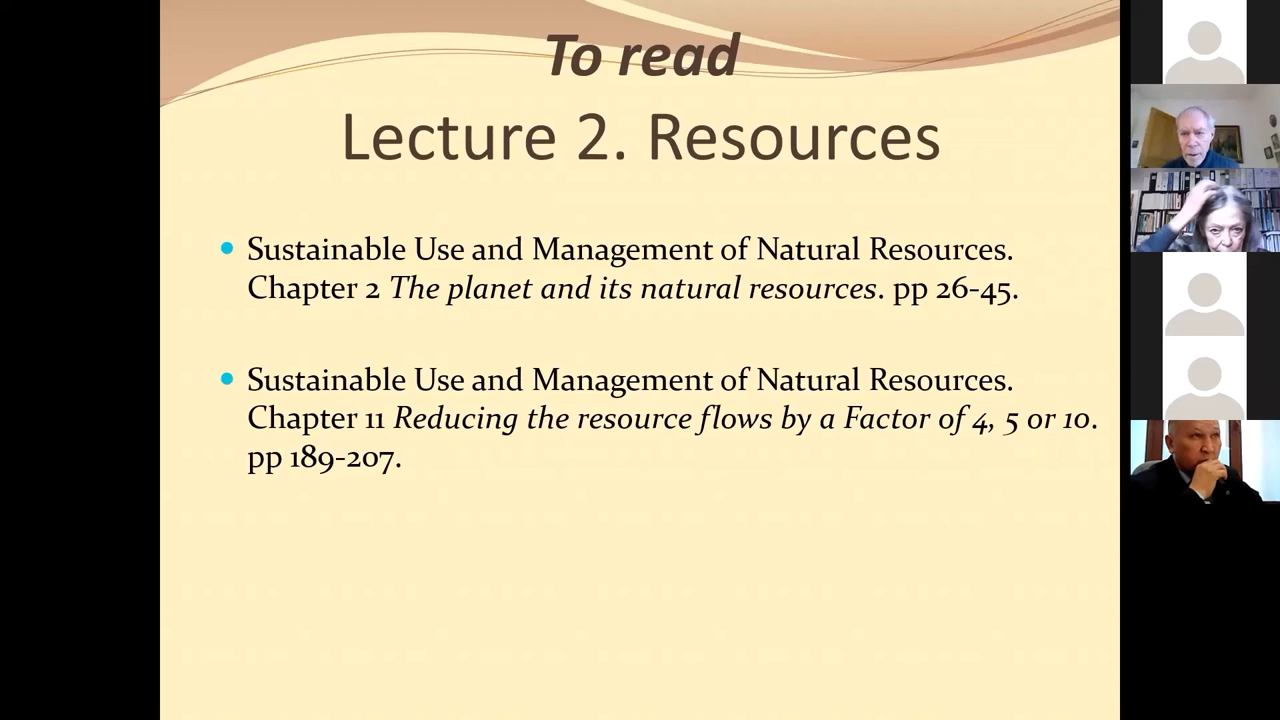 To read
Lecture 2. Resources
Sustainable Use and Management of Natural Resources.
Chapter 2 The planet and its natural resources. pp 26-45.
Sustainable Use and Management of Natural Resources.
Chapter 11 Reducing the resource flows by a Factor of 4, 5 or 10.
pp 189-207.